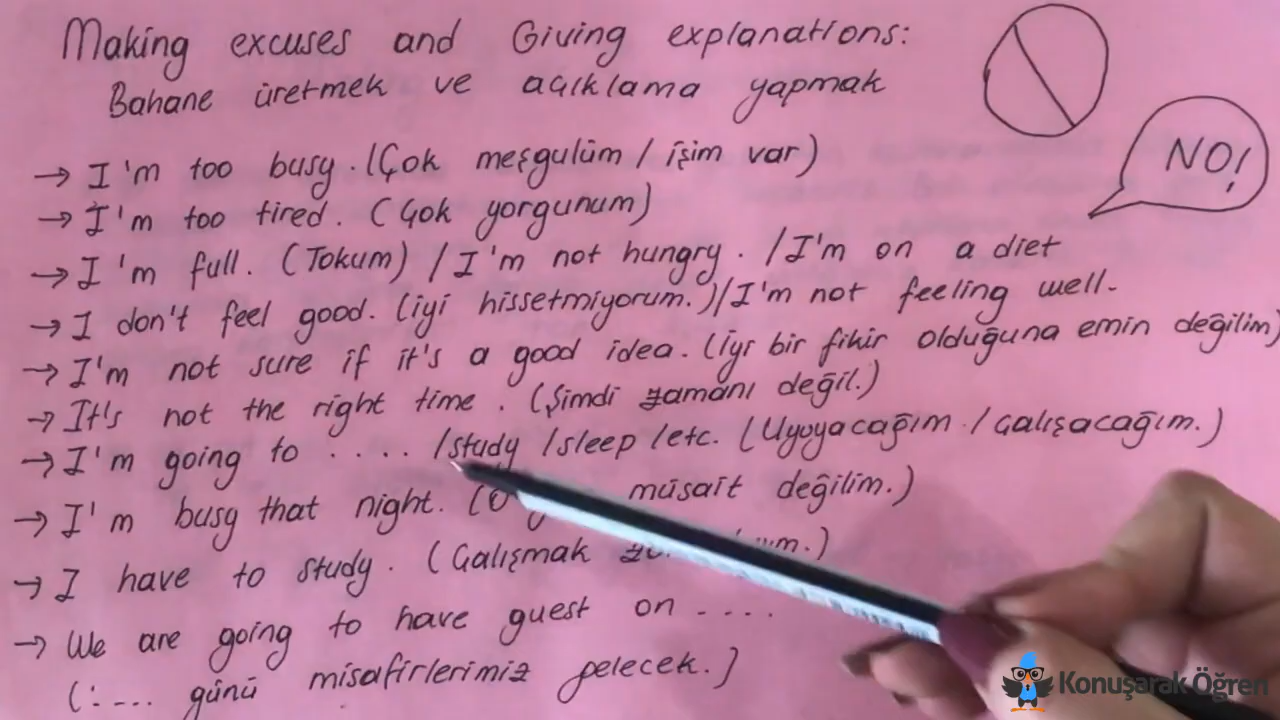 Making excuses and Giving explanations:
Bahane üretmek ve açıklama yapmak
NO!
→ I'm too busy. (Çok meşgulüm / işim var)
→ I'm too tired. (Çok yorgunum)
→ I'm full. (Tokum) / I'm not hungry. / I'm on a diet
→ I don't feel good. (iyi hissetmiyorum.) / I'm not feeling well.
→ I'm not sure if it's a good idea. (İyi bir fikir olduğuna emin değilim)
→ It's not the right time. (Şimdi zamanı değil.)
→ I'm going to .... /study /sleep /etc. (Uyuyacağım / Çalışacağım.)
→ I'm busy that night. ( müsait değilim.)
→ I have to study. (Çalışmak
→ We are going to have guest on ....
(:... günü misafirlerimiz gelecek.)
Konuşarak Öğren